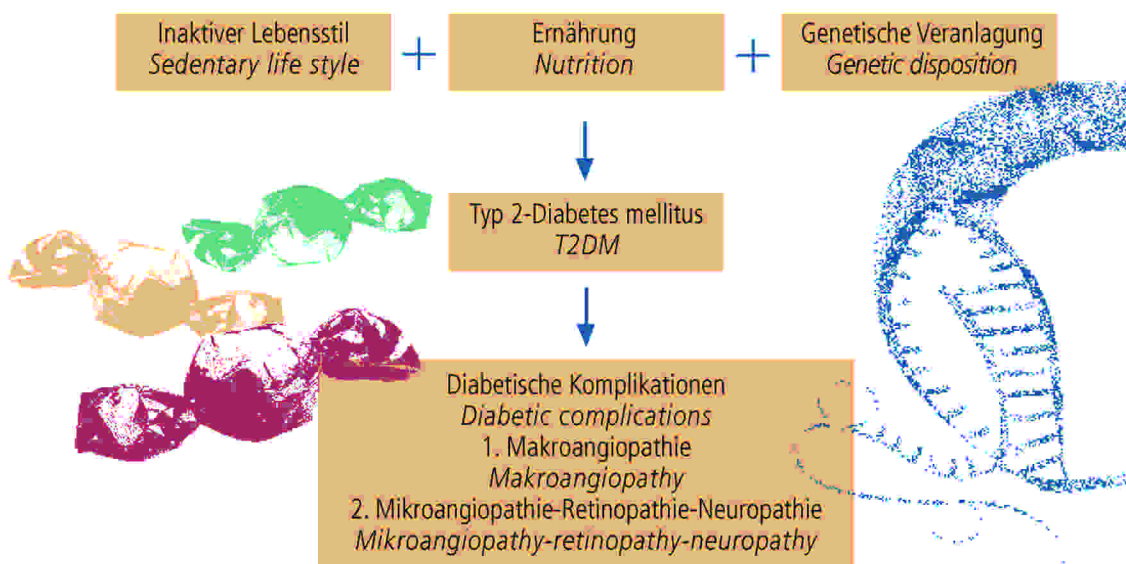 Inaktiver Lebensstil
Sedentary life style
+
Ernährung
Nutrition
+
Genetische Veranlagung
Genetic disposition
Typ 2-Diabetes mellitus
T2DM
Diabetische Komplikationen
Diabetic complications
1. Makroangiopathie
Makroangiopathy
2. Mikroangiopathie-Retinopathie-Neuropathie
Mikroangiopathy-retinopathy-neuropathy